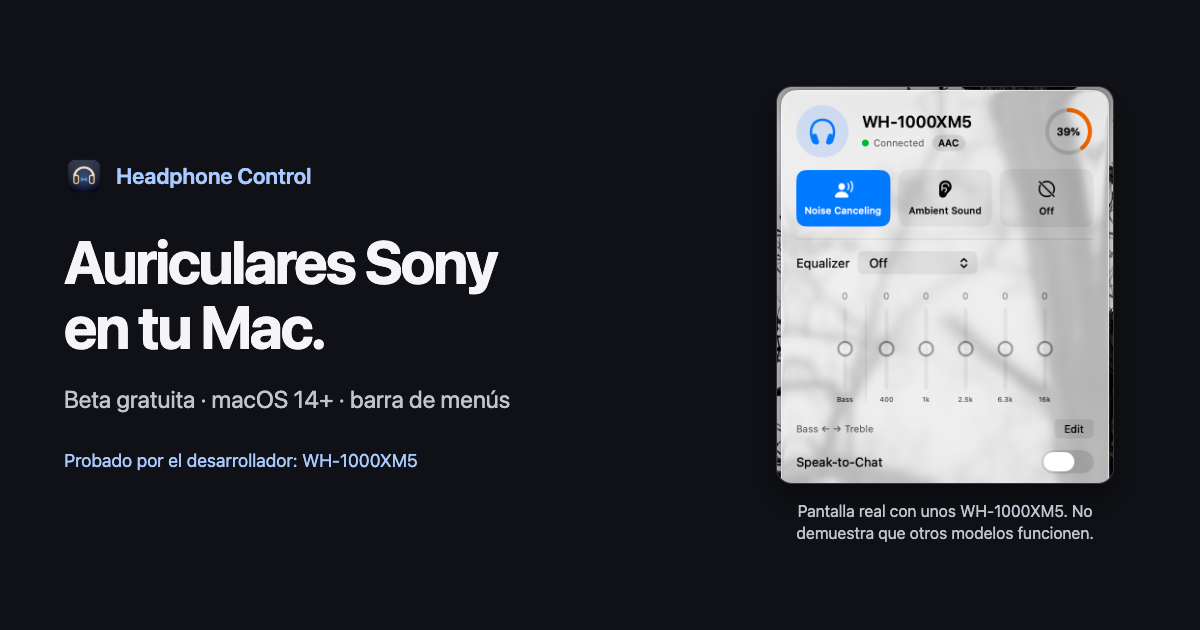 Headphone Control
Auriculares Sony
en tu Mac.
Beta gratuita · macOS 14+ · barra de menús
Probado por el desarrollador: WH-1000XM5
WH-1000XM5
Connected AAC
39%
Noise Canceling
Ambient Sound
Off
Equalizer Off
0 0 0 0 0 0
Bass 400 1k 2.5k 6.3k 16k
Bass ← → Treble Edit
Speak-to-Chat
Pantalla real con unos WH-1000XM5. No
demuestra que otros modelos funcionen.